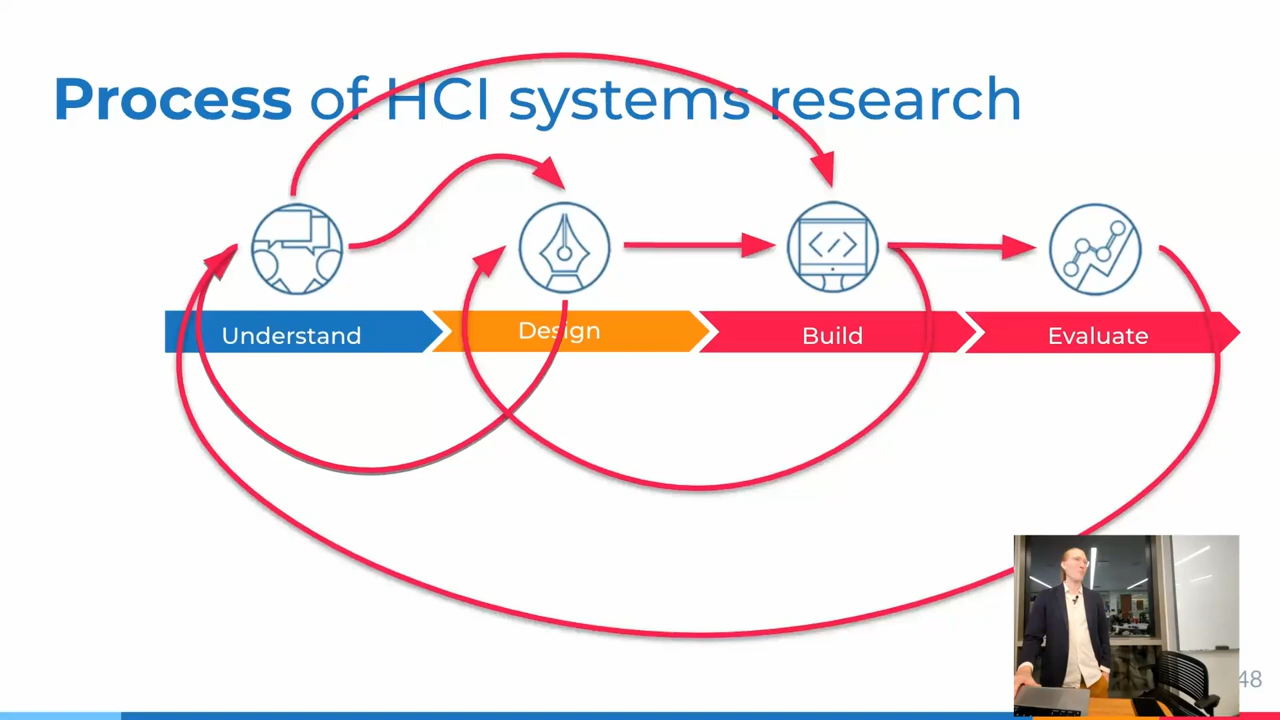 Process of HCI systems research
Understand
Design
Build
Evaluate
48